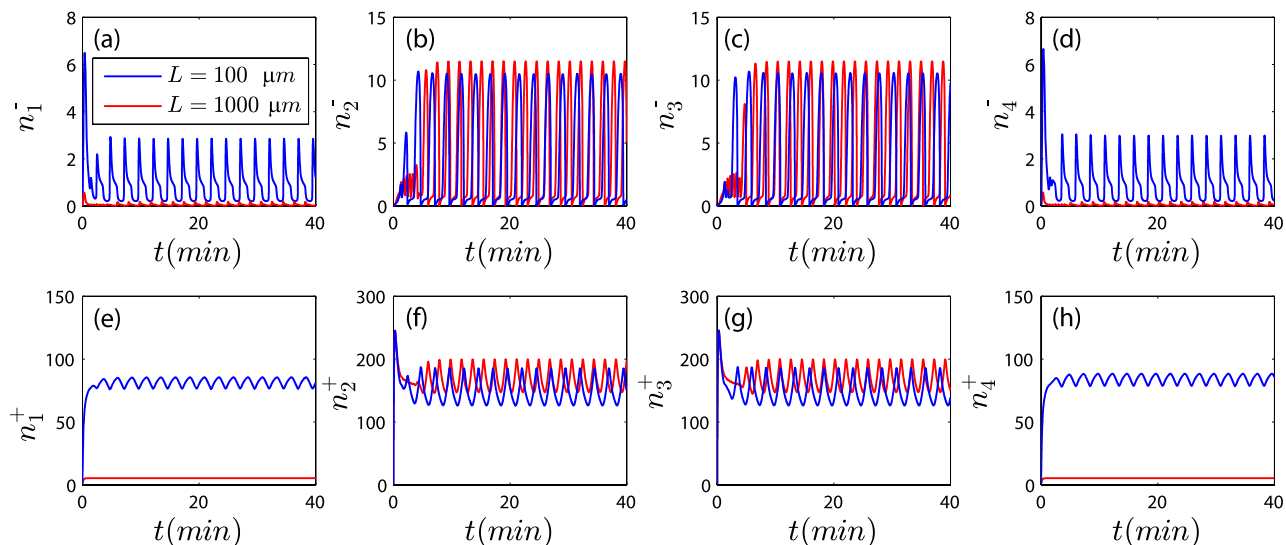 (a)
L = 100 µm
L = 1000 µm
n₁⁻
8
6
4
2
0
0 20 40
t(min)
(b)
n₂⁻
15
10
5
0
0 20 40
t(min)
(c)
n₃⁻
15
10
5
0
0 20 40
t(min)
(d)
n₄⁻
8
6
4
2
0
0 20 40
t(min)
(e)
n₁⁺
150
100
50
0
0 20 40
t(min)
(f)
n₂⁺
300
200
100
0
0 20 40
t(min)
(g)
n₃⁺
300
200
100
0
0 20 40
t(min)
(h)
n₄⁺
150
100
50
0
0 20 40
t(min)